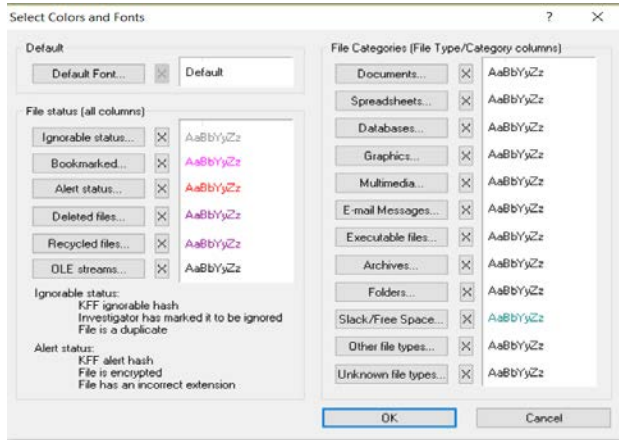 Select Colors and Fonts ? ×
Default
Default Font... X Default
File status (all columns)
Ignorable status... X AaBbYyZz
Bookmarked... X AaBbYyZz
Alert status... X AaBbYyZz
Deleted files... X AaBbYyZz
Recycled files... X AaBbYyZz
OLE streams... X AaBbYyZz
Ignorable status:
KFF ignorable hash
Investigator has marked it to be ignored
File is a duplicate
Alert status:
KFF alert hash
File is encrypted
File has an incorrect extension
File Categories (File Type/Category columns)
Documents... X AaBbYyZz
Spreadsheets... X AaBbYyZz
Databases... X AaBbYyZz
Graphics... X AaBbYyZz
Multimedia... X AaBbYyZz
E-mail Messages... X AaBbYyZz
Executable files... X AaBbYyZz
Archives... X AaBbYyZz
Folders... X AaBbYyZz
Slack/Free Space... X AaBbYyZz
Other file types... X AaBbYyZz
Unknown file types... X AaBbYyZz
OK Cancel